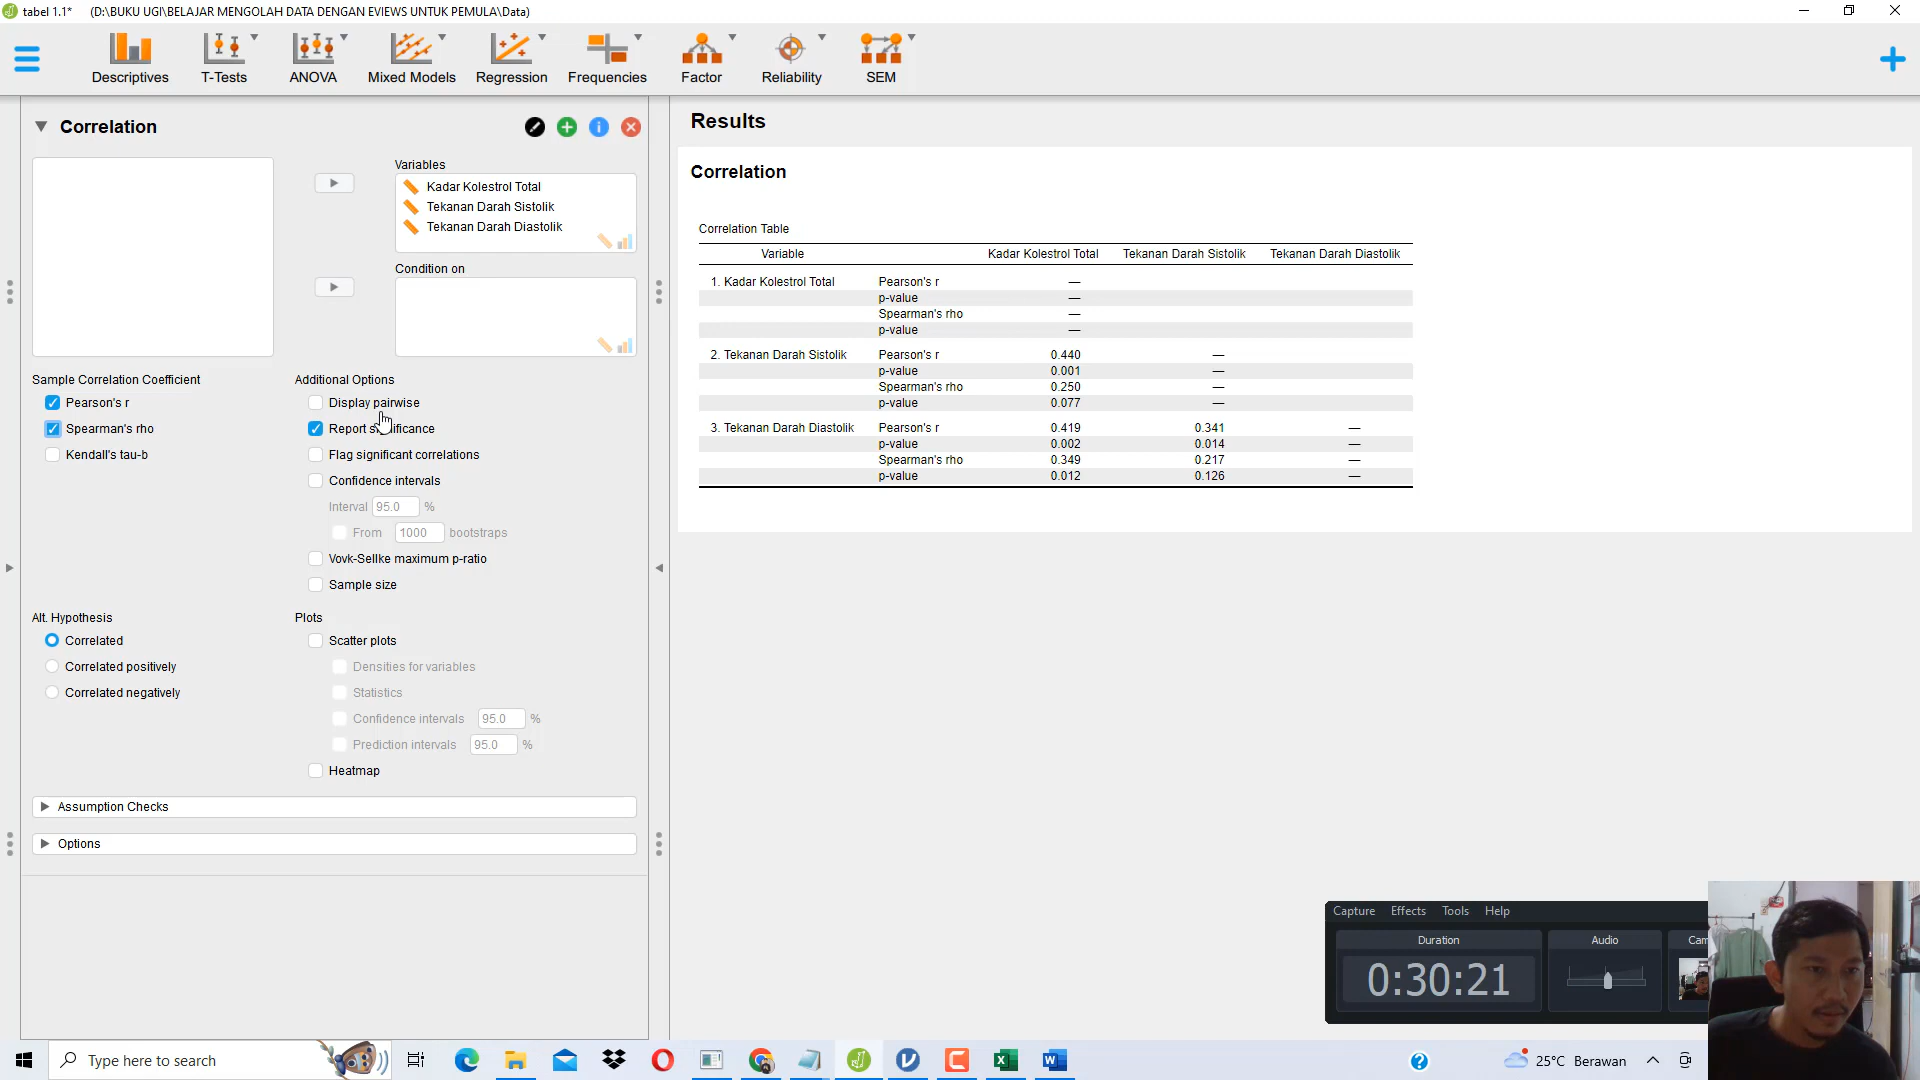 tabel 1.1* (D:\BUKU UGI\BELAJAR MENGOLAH DATA DENGAN EVIEWS UNTUK PEMULA\Data)
Descriptives
T-Tests
ANOVA
Mixed Models
Regression
Frequencies
Factor
Reliability
SEM
Correlation
Variables
Kadar Kolestrol Total
Tekanan Darah Sistolik
Tekanan Darah Diastolik
Condition on
Sample Correlation Coefficient
Pearson's r
Spearman's rho
Kendall's tau-b
Additional Options
Display pairwise
Report significance
Flag significant correlations
Confidence intervals
Interval 95.0 %
From 1000 bootstraps
Vovk-Sellke maximum p-ratio
Sample size
Alt. Hypothesis
Correlated
Correlated positively
Correlated negatively
Plots
Scatter plots
Densities for variables
Statistics
Confidence intervals 95.0 %
Prediction intervals 95.0 %
Heatmap
Assumption Checks
Options
Results
Correlation
Correlation Table
Variable Kadar Kolestrol Total Tekanan Darah Sistolik Tekanan Darah Diastolik
1. Kadar Kolestrol Total Pearson's r —
p-value —
Spearman's rho —
p-value —
2. Tekanan Darah Sistolik Pearson's r 0.440 —
p-value 0.001 —
Spearman's rho 0.250 —
p-value 0.077 —
3. Tekanan Darah Diastolik Pearson's r 0.419 0.341 —
p-value 0.002 0.014 —
Spearman's rho 0.349 0.217 —
p-value 0.012 0.126 —
Capture Effects Tools Help
Duration
Audio
Cam
0:30:21
Type here to search
25°C Berawan